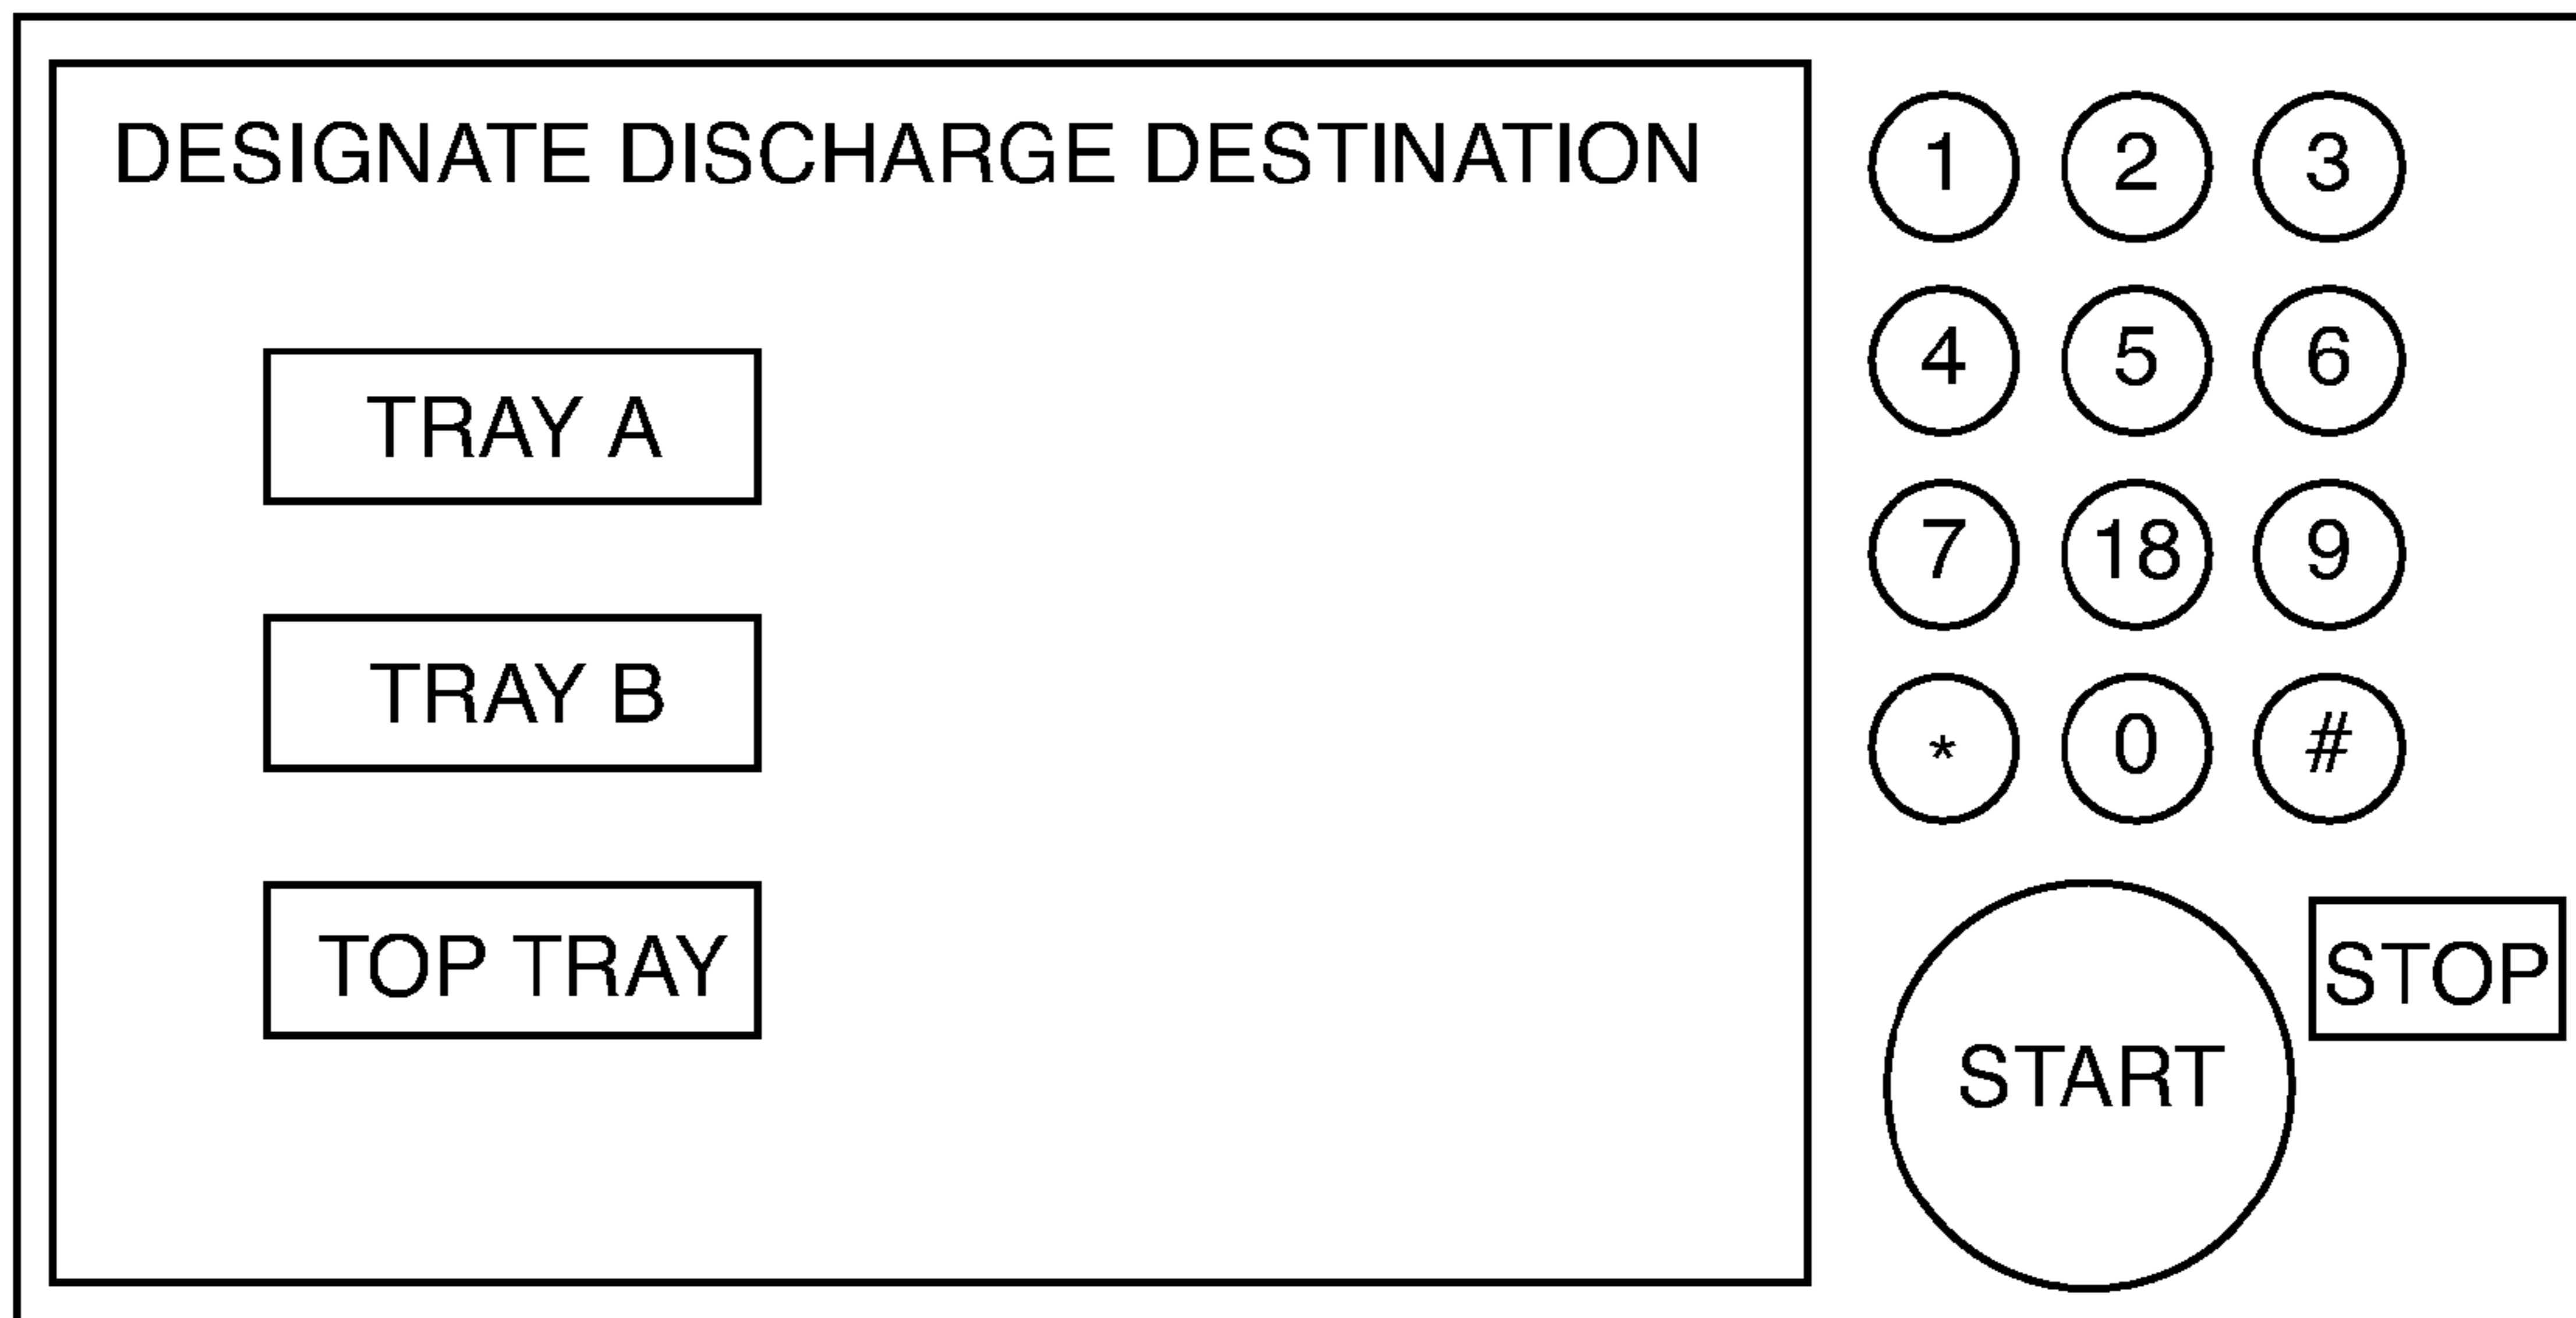 DESIGNATE DISCHARGE DESTINATION
TRAY A
TRAY B
TOP TRAY
1 2 3
4 5 6
7 18 9
* 0 #
START
STOP